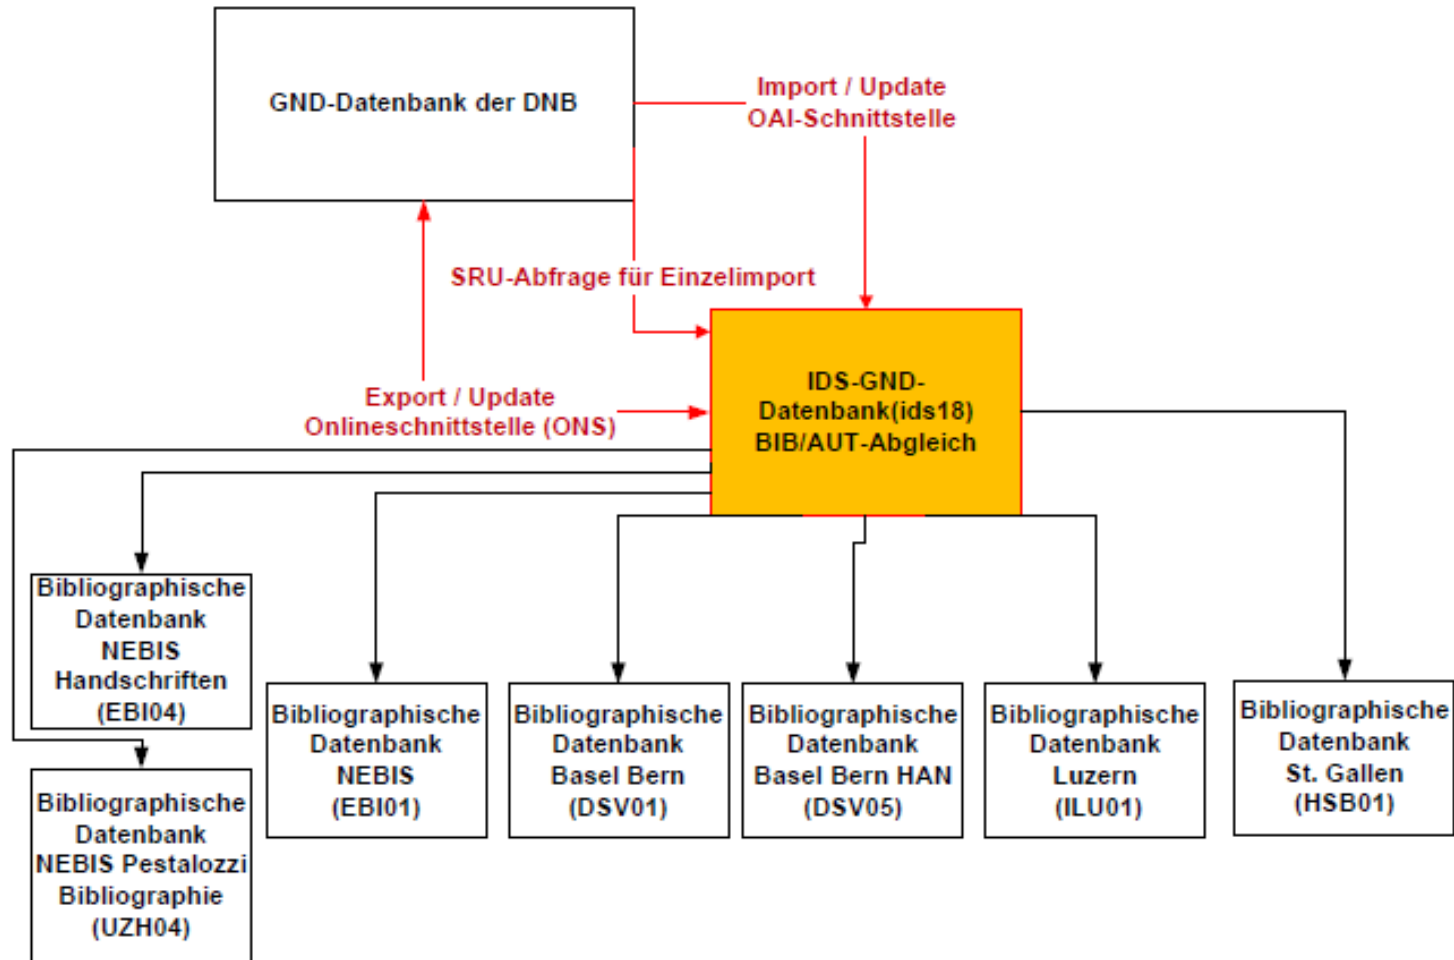 GND-Datenbank der DNB
Import / Update
OAI-Schnittstelle
SRU-Abfrage für Einzelimport
Export / Update
Onlineschnittstelle (ONS)
IDS-GND-
Datenbank(ids18)
BIB/AUT-Abgleich
Bibliographische
Datenbank
NEBIS
Handschriften
(EBI04)
Bibliographische
Datenbank
NEBIS Pestalozzi
Bibliographie
(UZH04)
Bibliographische
Datenbank
NEBIS
(EBI01)
Bibliographische
Datenbank
Basel Bern
(DSV01)
Bibliographische
Datenbank
Basel Bern HAN
(DSV05)
Bibliographische
Datenbank
Luzern
(ILU01)
Bibliographische
Datenbank
St. Gallen
(HSB01)